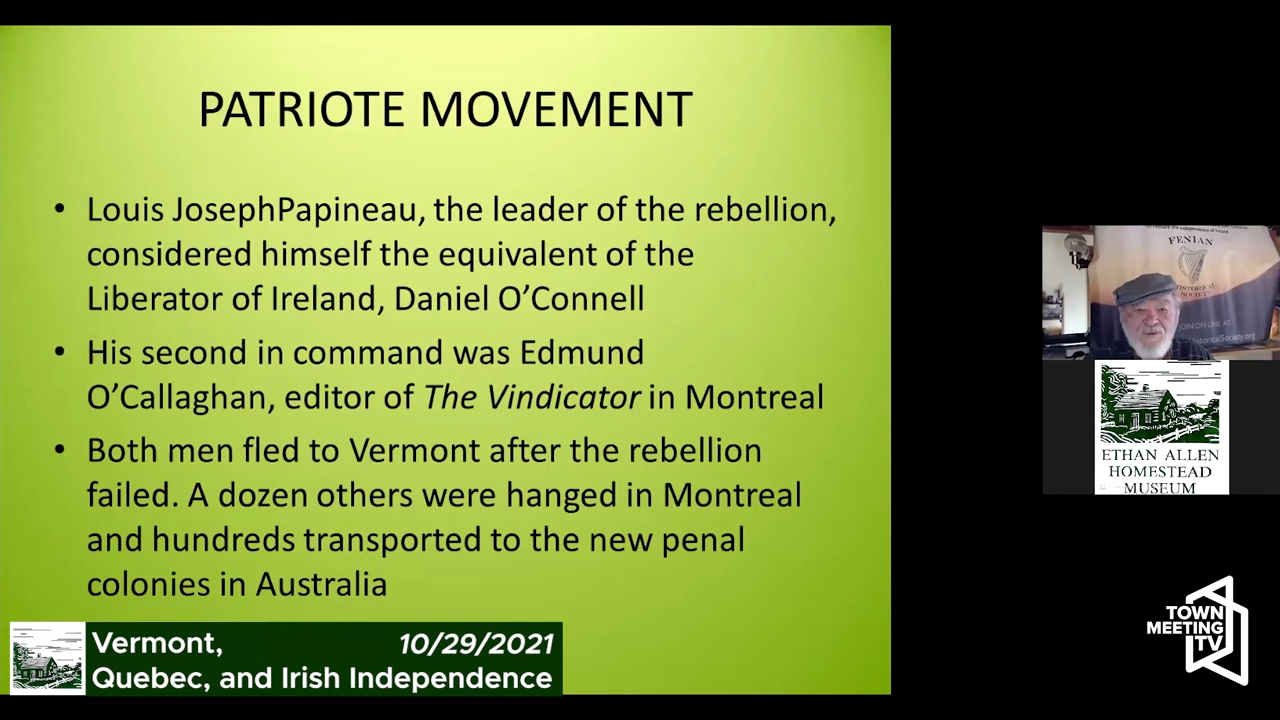 PATRIOTE MOVEMENT
• Louis JosephPapineau, the leader of the rebellion,
considered himself the equivalent of the
Liberator of Ireland, Daniel O’Connell
• His second in command was Edmund
O’Callaghan, editor of The Vindicator in Montreal
• Both men fled to Vermont after the rebellion
failed. A dozen others were hanged in Montreal
and hundreds transported to the new penal
colonies in Australia
Vermont, 10/29/2021
Quebec, and Irish Independence
FENIAN
HISTORICAL
SOCIETY
JOIN ON LINE AT
ETHAN ALLEN
HOMESTEAD
MUSEUM
TOWN
MEETING
TV